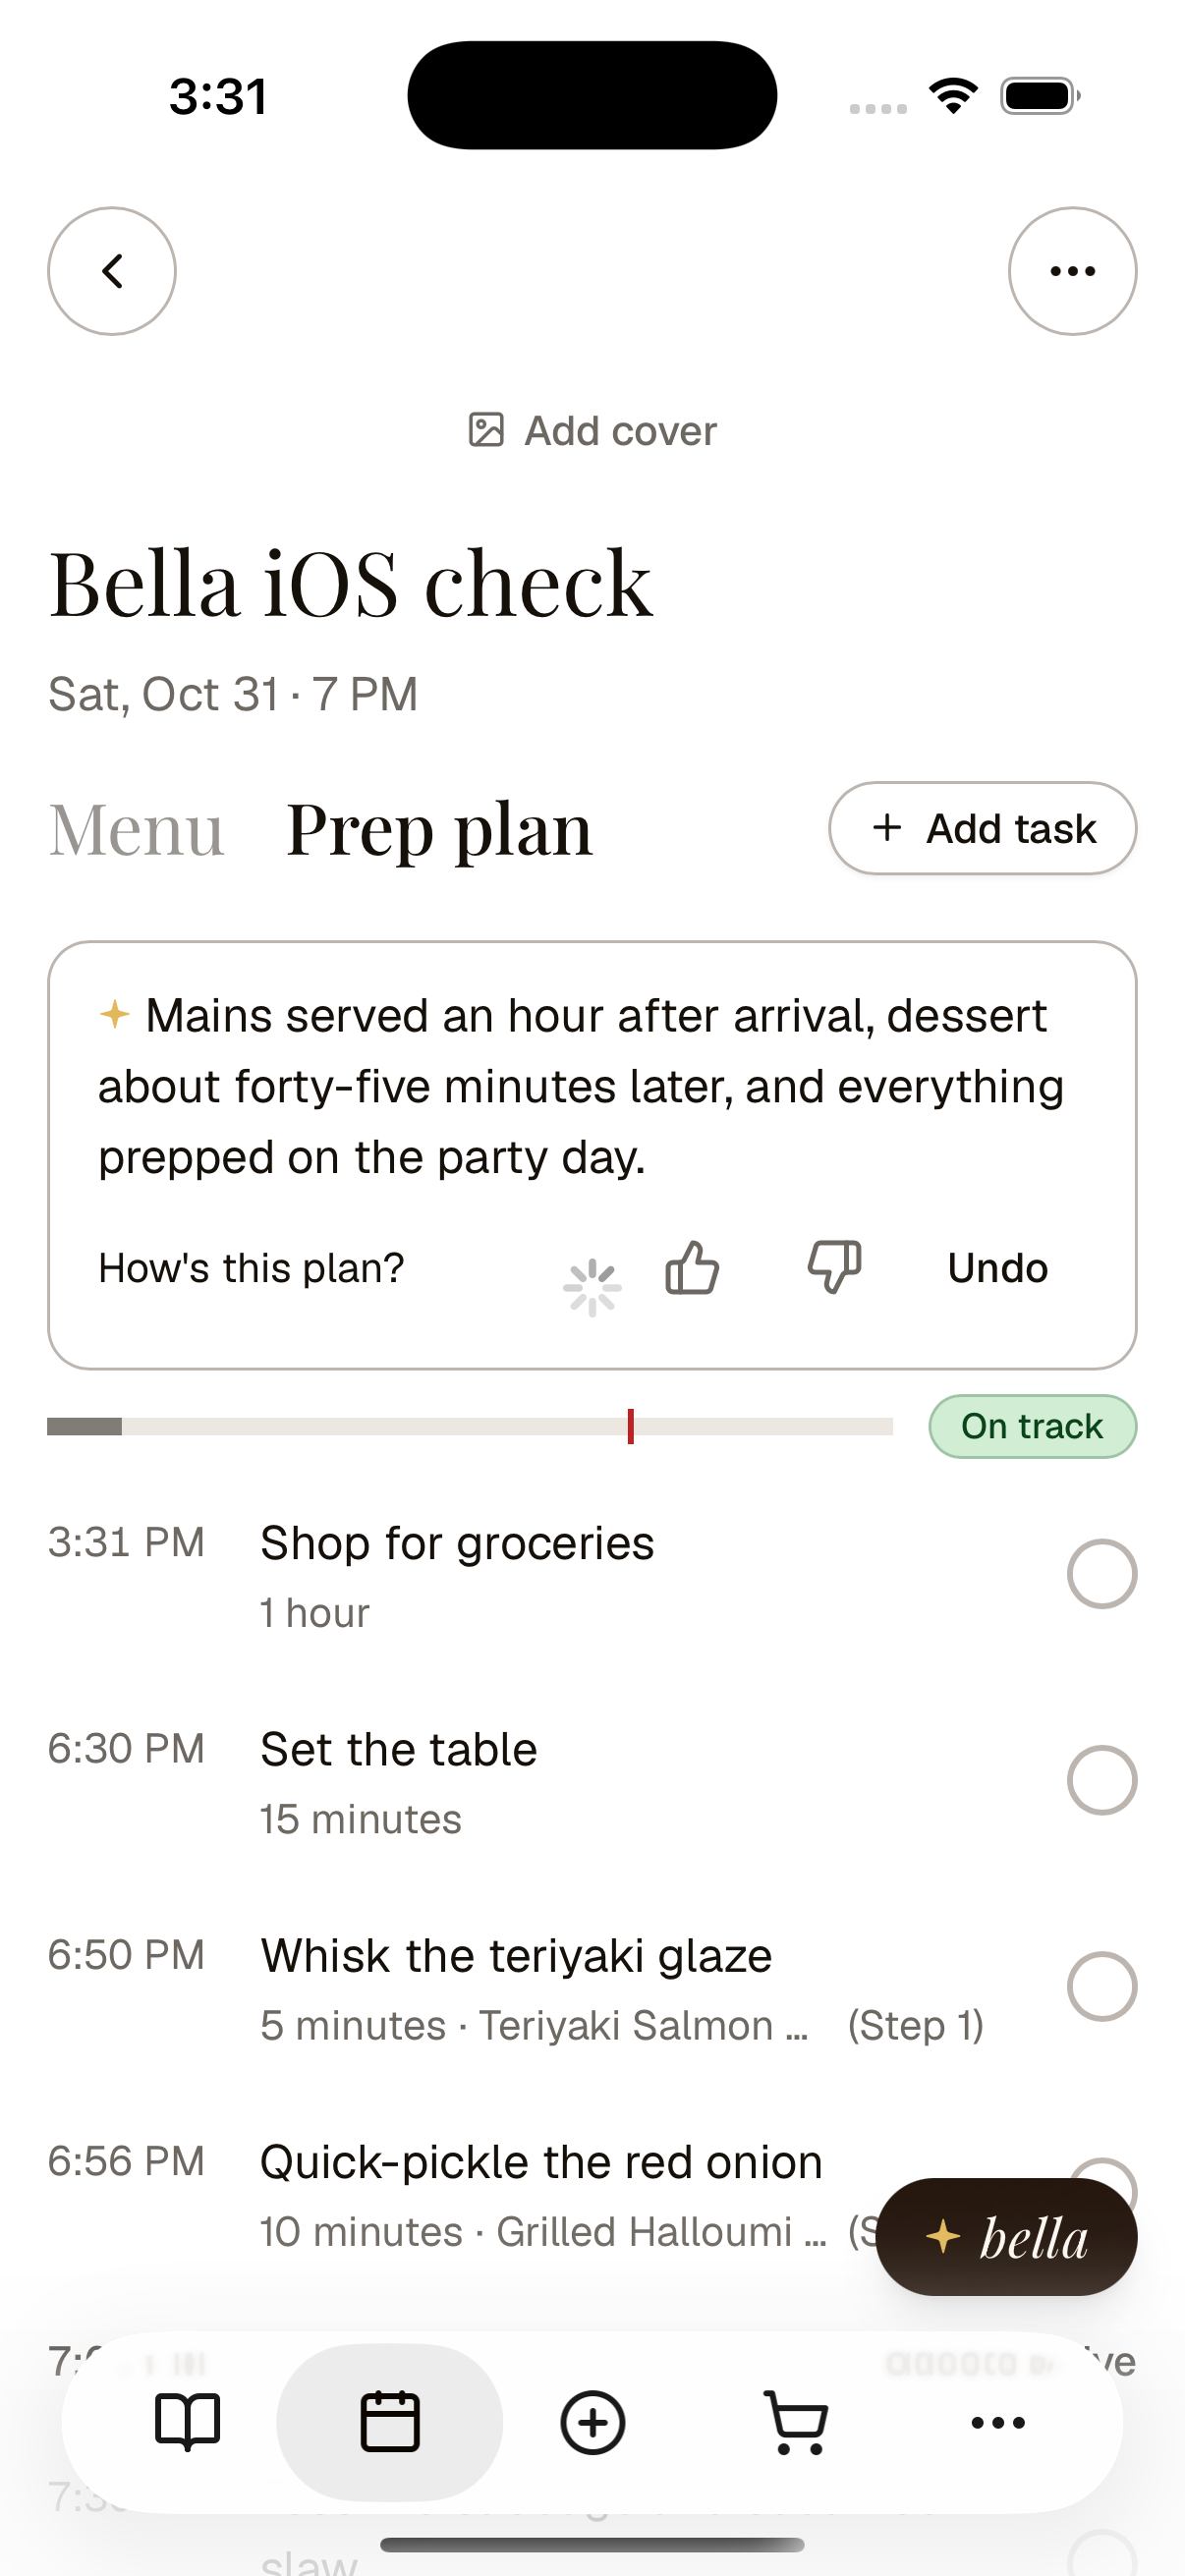 3:31
Add cover
Bella iOS check
Sat, Oct 31 · 7 PM
Menu Prep plan + Add task
Mains served an hour after arrival, dessert
about forty-five minutes later, and everything
prepped on the party day.
How's this plan? Undo
On track
3:31 PM Shop for groceries
1 hour
6:30 PM Set the table
15 minutes
6:50 PM Whisk the teriyaki glaze
5 minutes · Teriyaki Salmon ... (Step 1)
6:56 PM Quick-pickle the red onion
10 minutes · Grilled Halloumi ...
bella
slaw